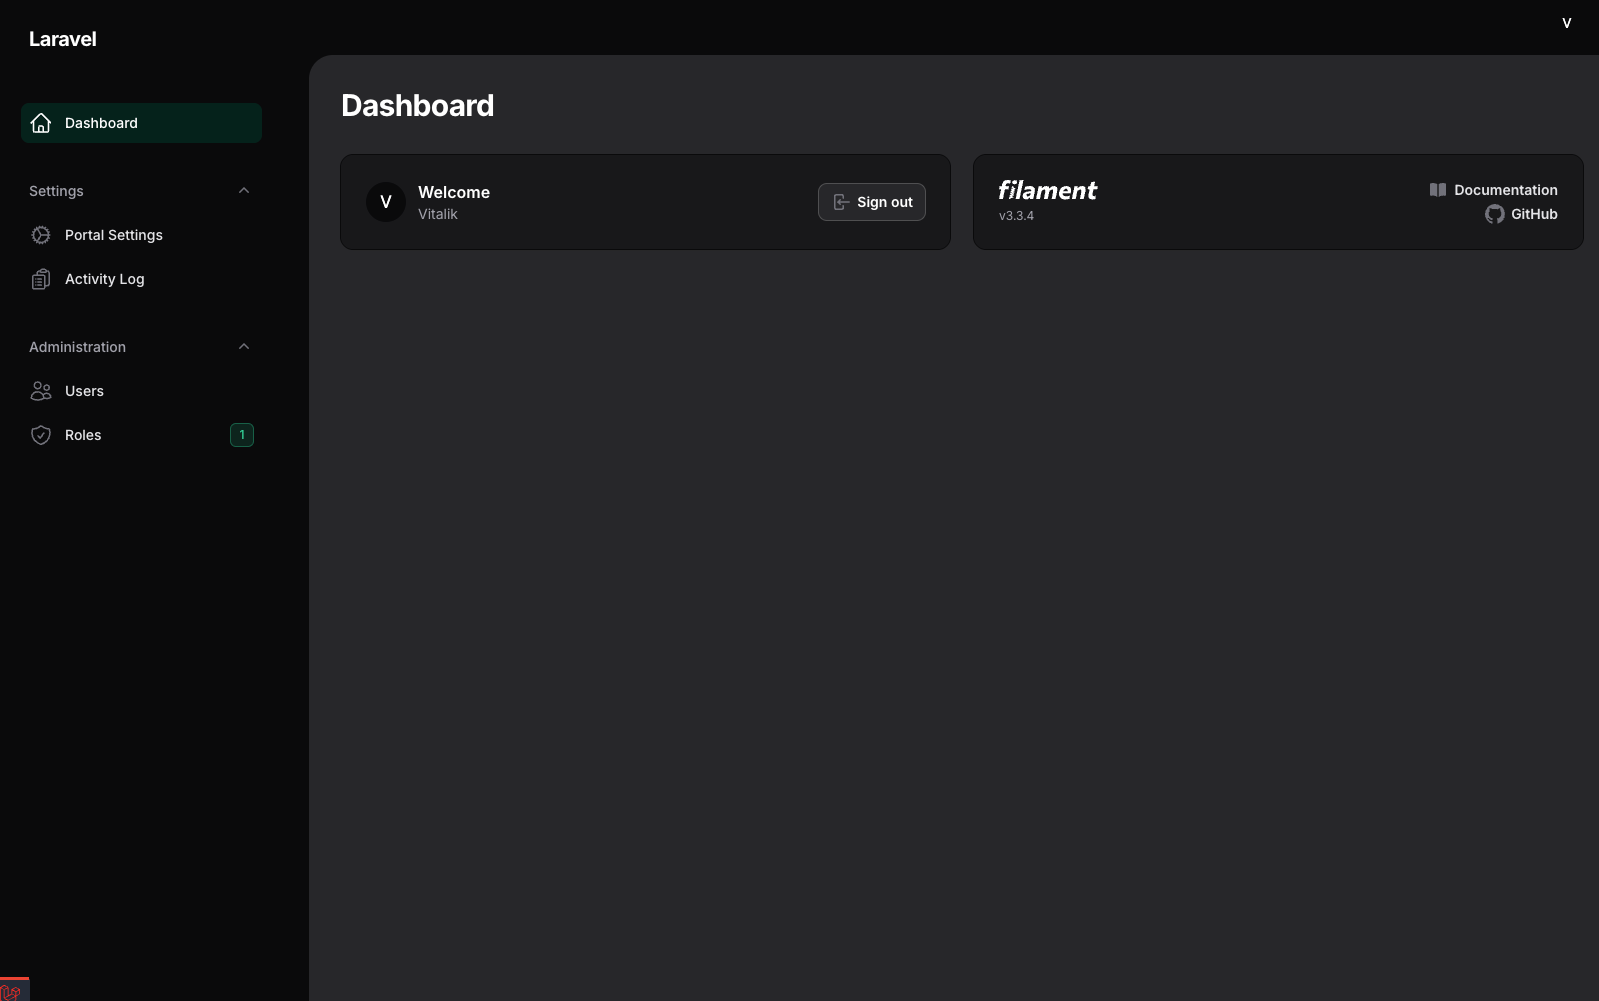 Laravel
V
Dashboard
Settings
Portal Settings
Activity Log
Administration
Users
Roles
1
Dashboard
V
Welcome
Vitalik
Sign out
filament
v3.3.4
Documentation
GitHub